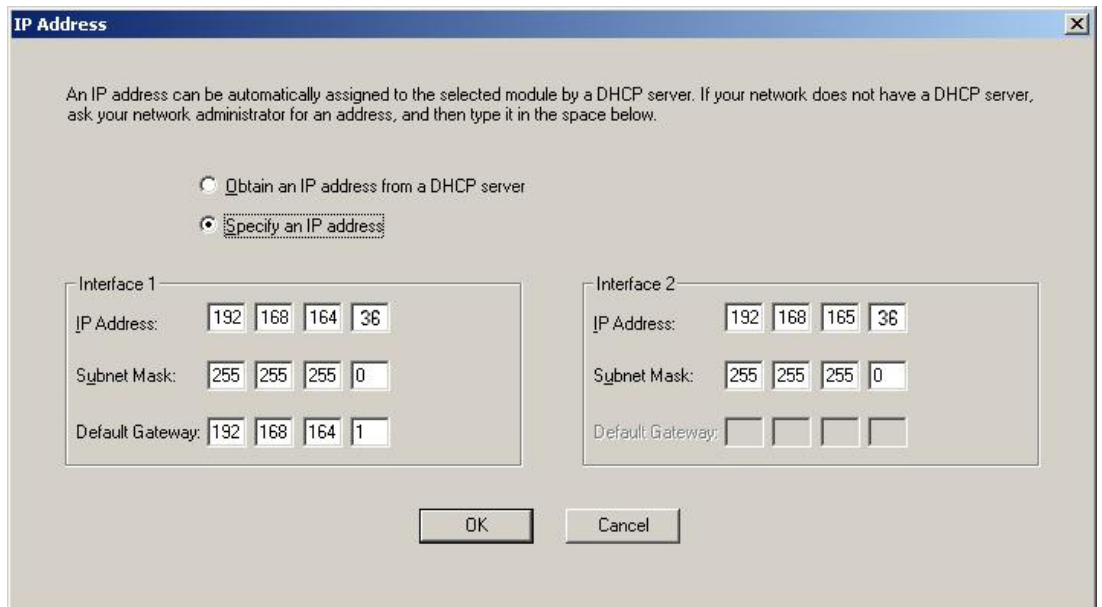 IP Address
An IP address can be automatically assigned to the selected module by a DHCP server. If your network does not have a DHCP server,
ask your network administrator for an address, and then type it in the space below.
Obtain an IP address from a DHCP server
Specify an IP address
Interface 1
IP Address: 192 168 164 36
Subnet Mask: 255 255 255 0
Default Gateway: 192 168 164 1
Interface 2
IP Address: 192 168 165 36
Subnet Mask: 255 255 255 0
Default Gateway:
OK
Cancel